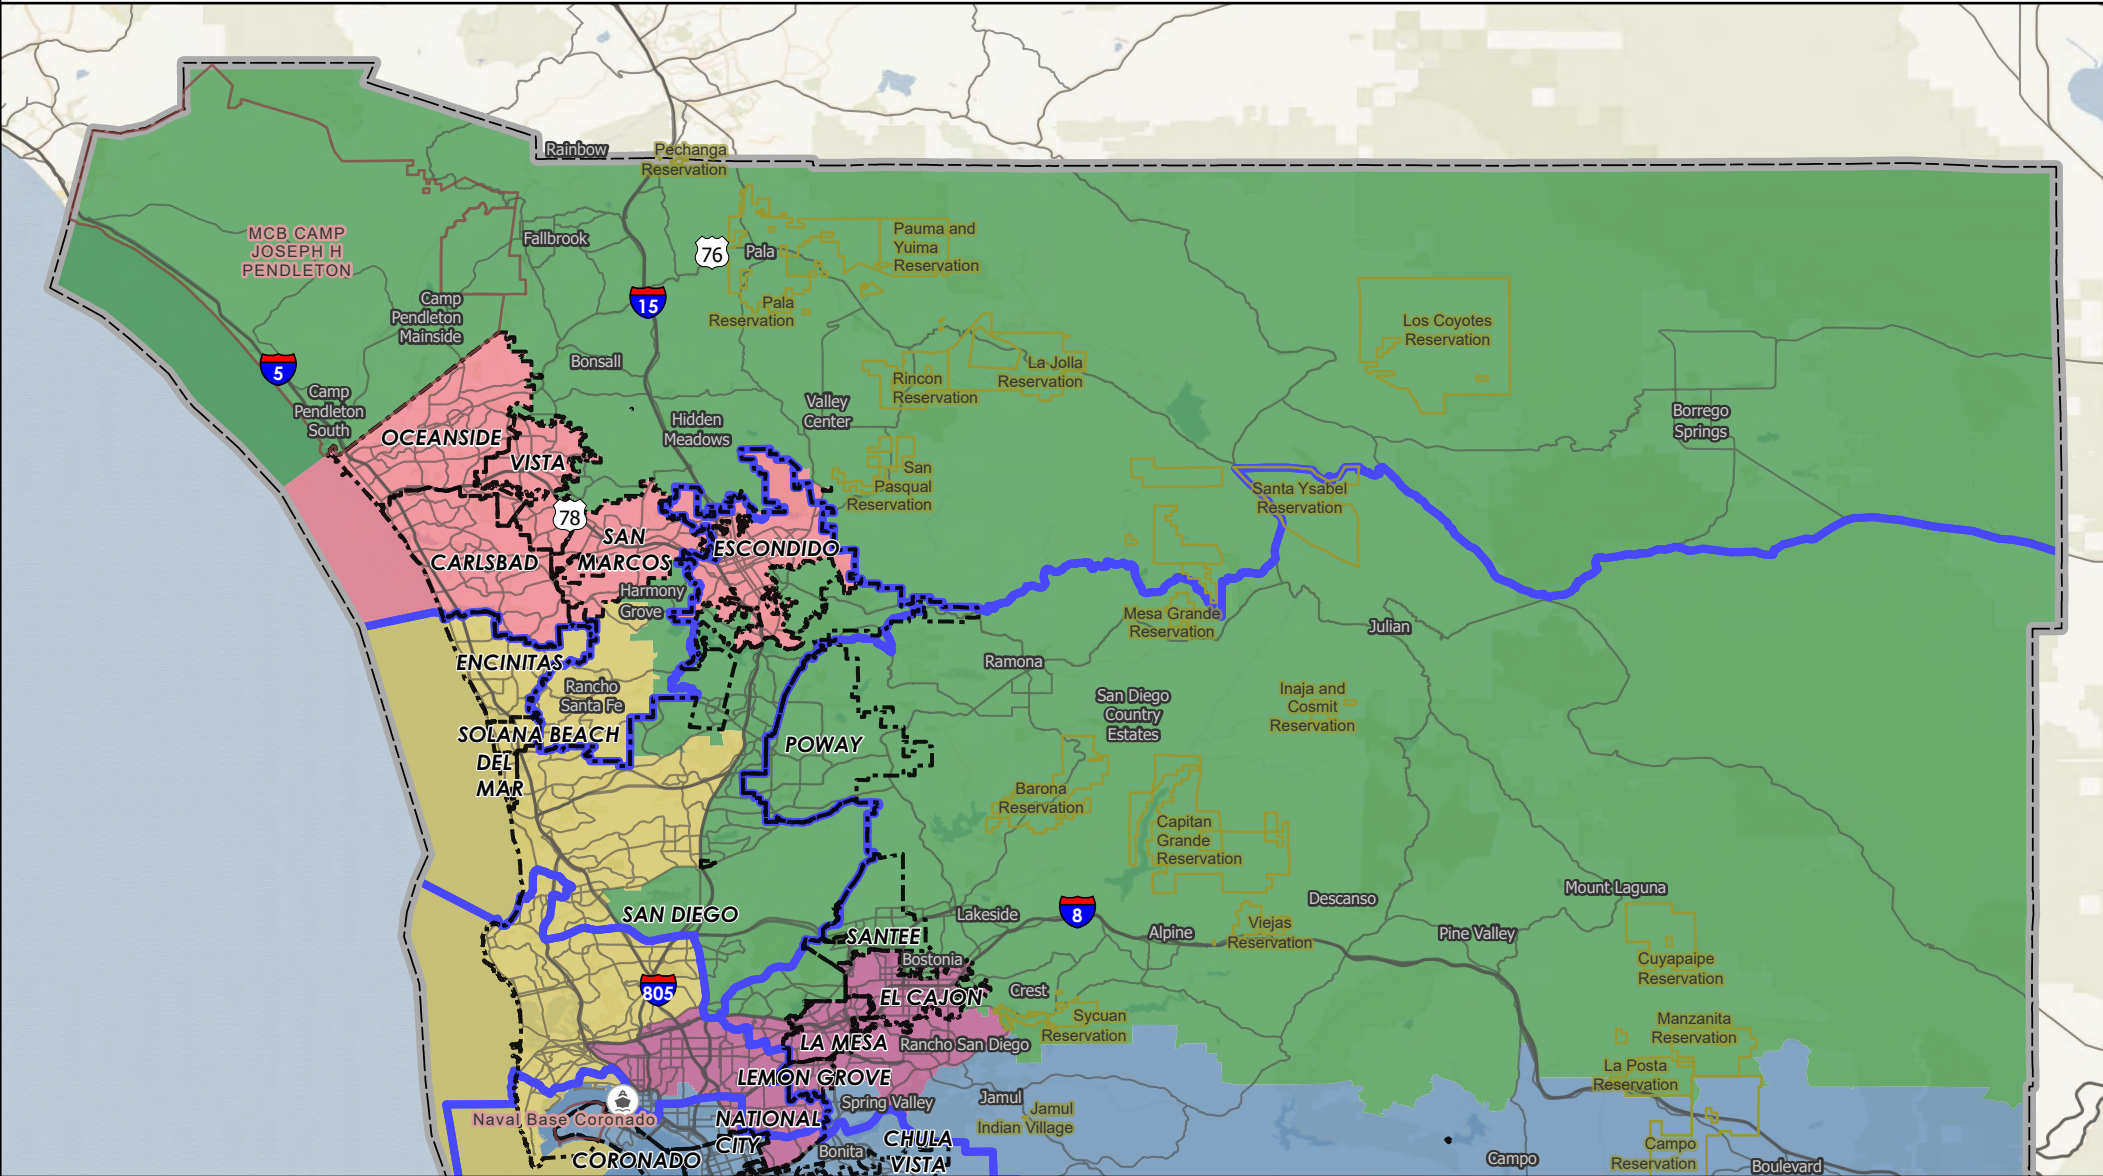 Rainbow
Pechanga
Reservation
MCB CAMP
JOSEPH H
PENDLETON
Fallbrook
76
Pala
Pauma and
Yuima
Reservation
Camp
Pendleton
Mainside
15
Pala
Reservation
Los Coyotes
Reservation
5
Bonsall
La Jolla
Reservation
Rincon
Reservation
Camp
Pendleton
South
Valley
Center
Hidden
Meadows
Borrego
Springs
OCEANSIDE
VISTA
San
Pasqual
Reservation
Santa Ysabel
Reservation
78
SAN
MARCOS
ESCONDIDO
CARLSBAD
Harmony
Grove
Mesa Grande
Reservation
Julian
ENCINITAS
Ramona
Rancho
Santa Fe
San Diego
Country
Estates
Inaja and
Cosmit
Reservation
SOLANA BEACH
DEL
MAR
POWAY
Barona
Reservation
Capitan
Grande
Reservation
SAN DIEGO
Lakeside
8
Descanso
Mount Laguna
SANTEE
Alpine
Viejas
Reservation
Pine Valley
Bostonia
Cuyapaipe
Reservation
805
EL CAJON
Crest
Sycuan
Reservation
Manzanita
Reservation
LA MESA
Rancho San Diego
La Posta
Reservation
LEMON GROVE
Spring Valley
Jamul
Jamul
Indian Village
Naval Base Coronado
NATIONAL
CITY
CHULA
VISTA
CORONADO
Bonita
Campo
Campo
Reservation
Boulevard